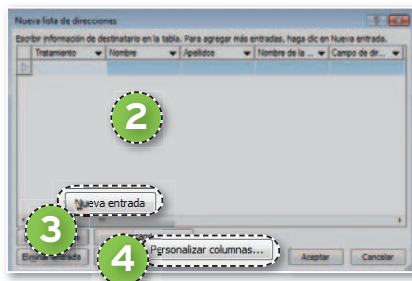 Nueva lista de direcciones
Escribir información de destinatario en la tabla. Para agregar más entradas, haga clic en Nueva entrada.
Tratamiento Nombre Apellidos Nombre de la ... Campo de dir...
2
Nueva entrada
3
4
Personalizar columnas...
Eliminar entrada
Aceptar
Cancelar